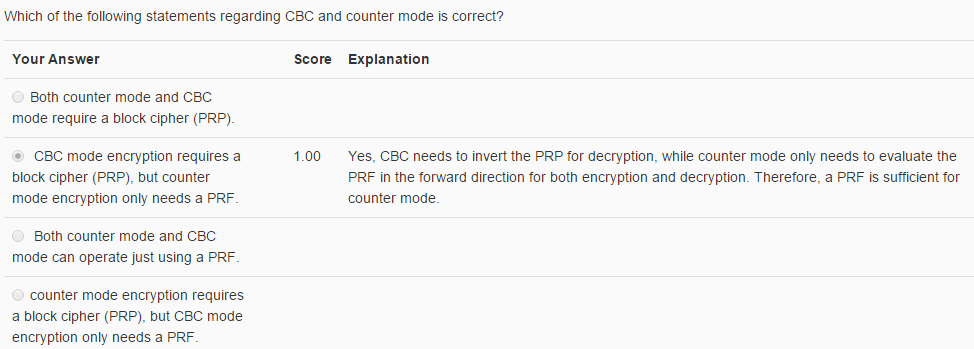 Which of the following statements regarding CBC and counter mode is correct?
Your Answer Score Explanation
Both counter mode and CBC
mode require a block cipher (PRP).
CBC mode encryption requires a 1.00 Yes, CBC needs to invert the PRP for decryption, while counter mode only needs to evaluate the
block cipher (PRP), but counter PRF in the forward direction for both encryption and decryption. Therefore, a PRF is sufficient for
mode encryption only needs a PRF. counter mode.
Both counter mode and CBC
mode can operate just using a PRF.
counter mode encryption requires
a block cipher (PRP), but CBC mode
encryption only needs a PRF.